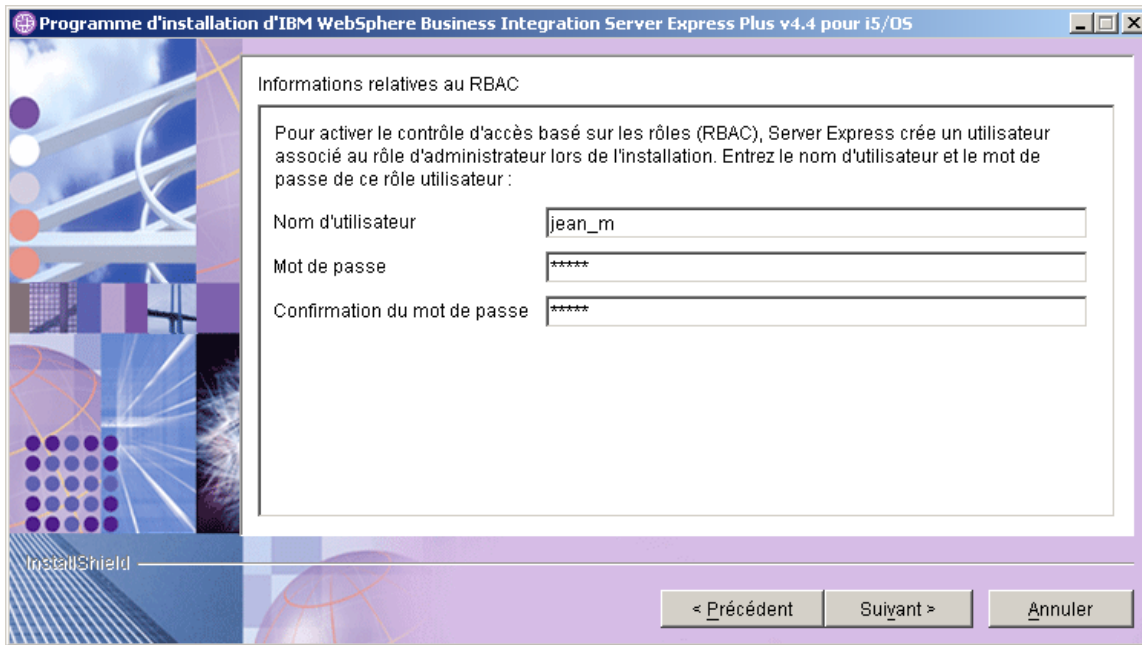 Programme d'installation d'IBM WebSphere Business Integration Server Express Plus v4.4 pour i5/OS
Informations relatives au RBAC
Pour activer le contrôle d'accès basé sur les rôles (RBAC), Server Express crée un utilisateur
associé au rôle d'administrateur lors de l'installation. Entrez le nom d'utilisateur et le mot de
passe de ce rôle utilisateur :
Nom d'utilisateur jean_m
Mot de passe *****
Confirmation du mot de passe *****
InstallShield
< Précédent Suivant > Annuler